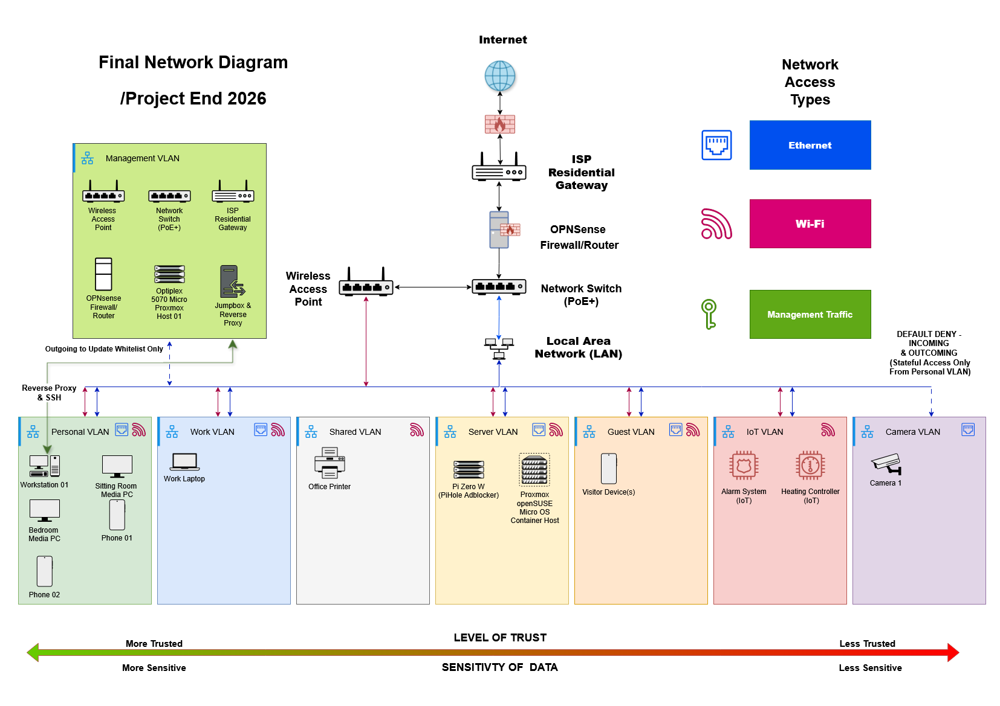 Final Network Diagram
/Project End 2026
Internet
Network
Access
Types
Ethernet
Wi-Fi
Management Traffic
ISP
Residential
Gateway
OPNSense
Firewall/Router
Network Switch
(PoE+)
Wireless
Access
Point
Local Area
Network (LAN)
Management VLAN
Wireless
Access
Point
Network
Switch
(PoE+)
ISP
Residential
Gateway
OPNsense
Firewall/
Router
Optiplex
5070 Micro
Proxmox
Host 01
Jumpbox &
Reverse
Proxy
Outgoing to Update Whitelist Only
Reverse Proxy
& SSH
DEFAULT DENY -
INCOMING
& OUTCOMING
(Stateful Access Only
From Personal VLAN)
Personal VLAN
Workstation 01
Sitting Room
Media PC
Bedroom
Media PC
Phone 01
Phone 02
Work VLAN
Work Laptop
Shared VLAN
Office Printer
Server VLAN
Pi Zero W
(PiHole Adblocker)
Proxmox
openSUSE
Micro OS
Container Host
Guest VLAN
Visitor Device(s)
IoT VLAN
Alarm System
(IoT)
Heating Controller
(IoT)
Camera VLAN
Camera 1
LEVEL OF TRUST
More Trusted
Less Trusted
More Sensitive
SENSITIVTY OF DATA
Less Sensitive